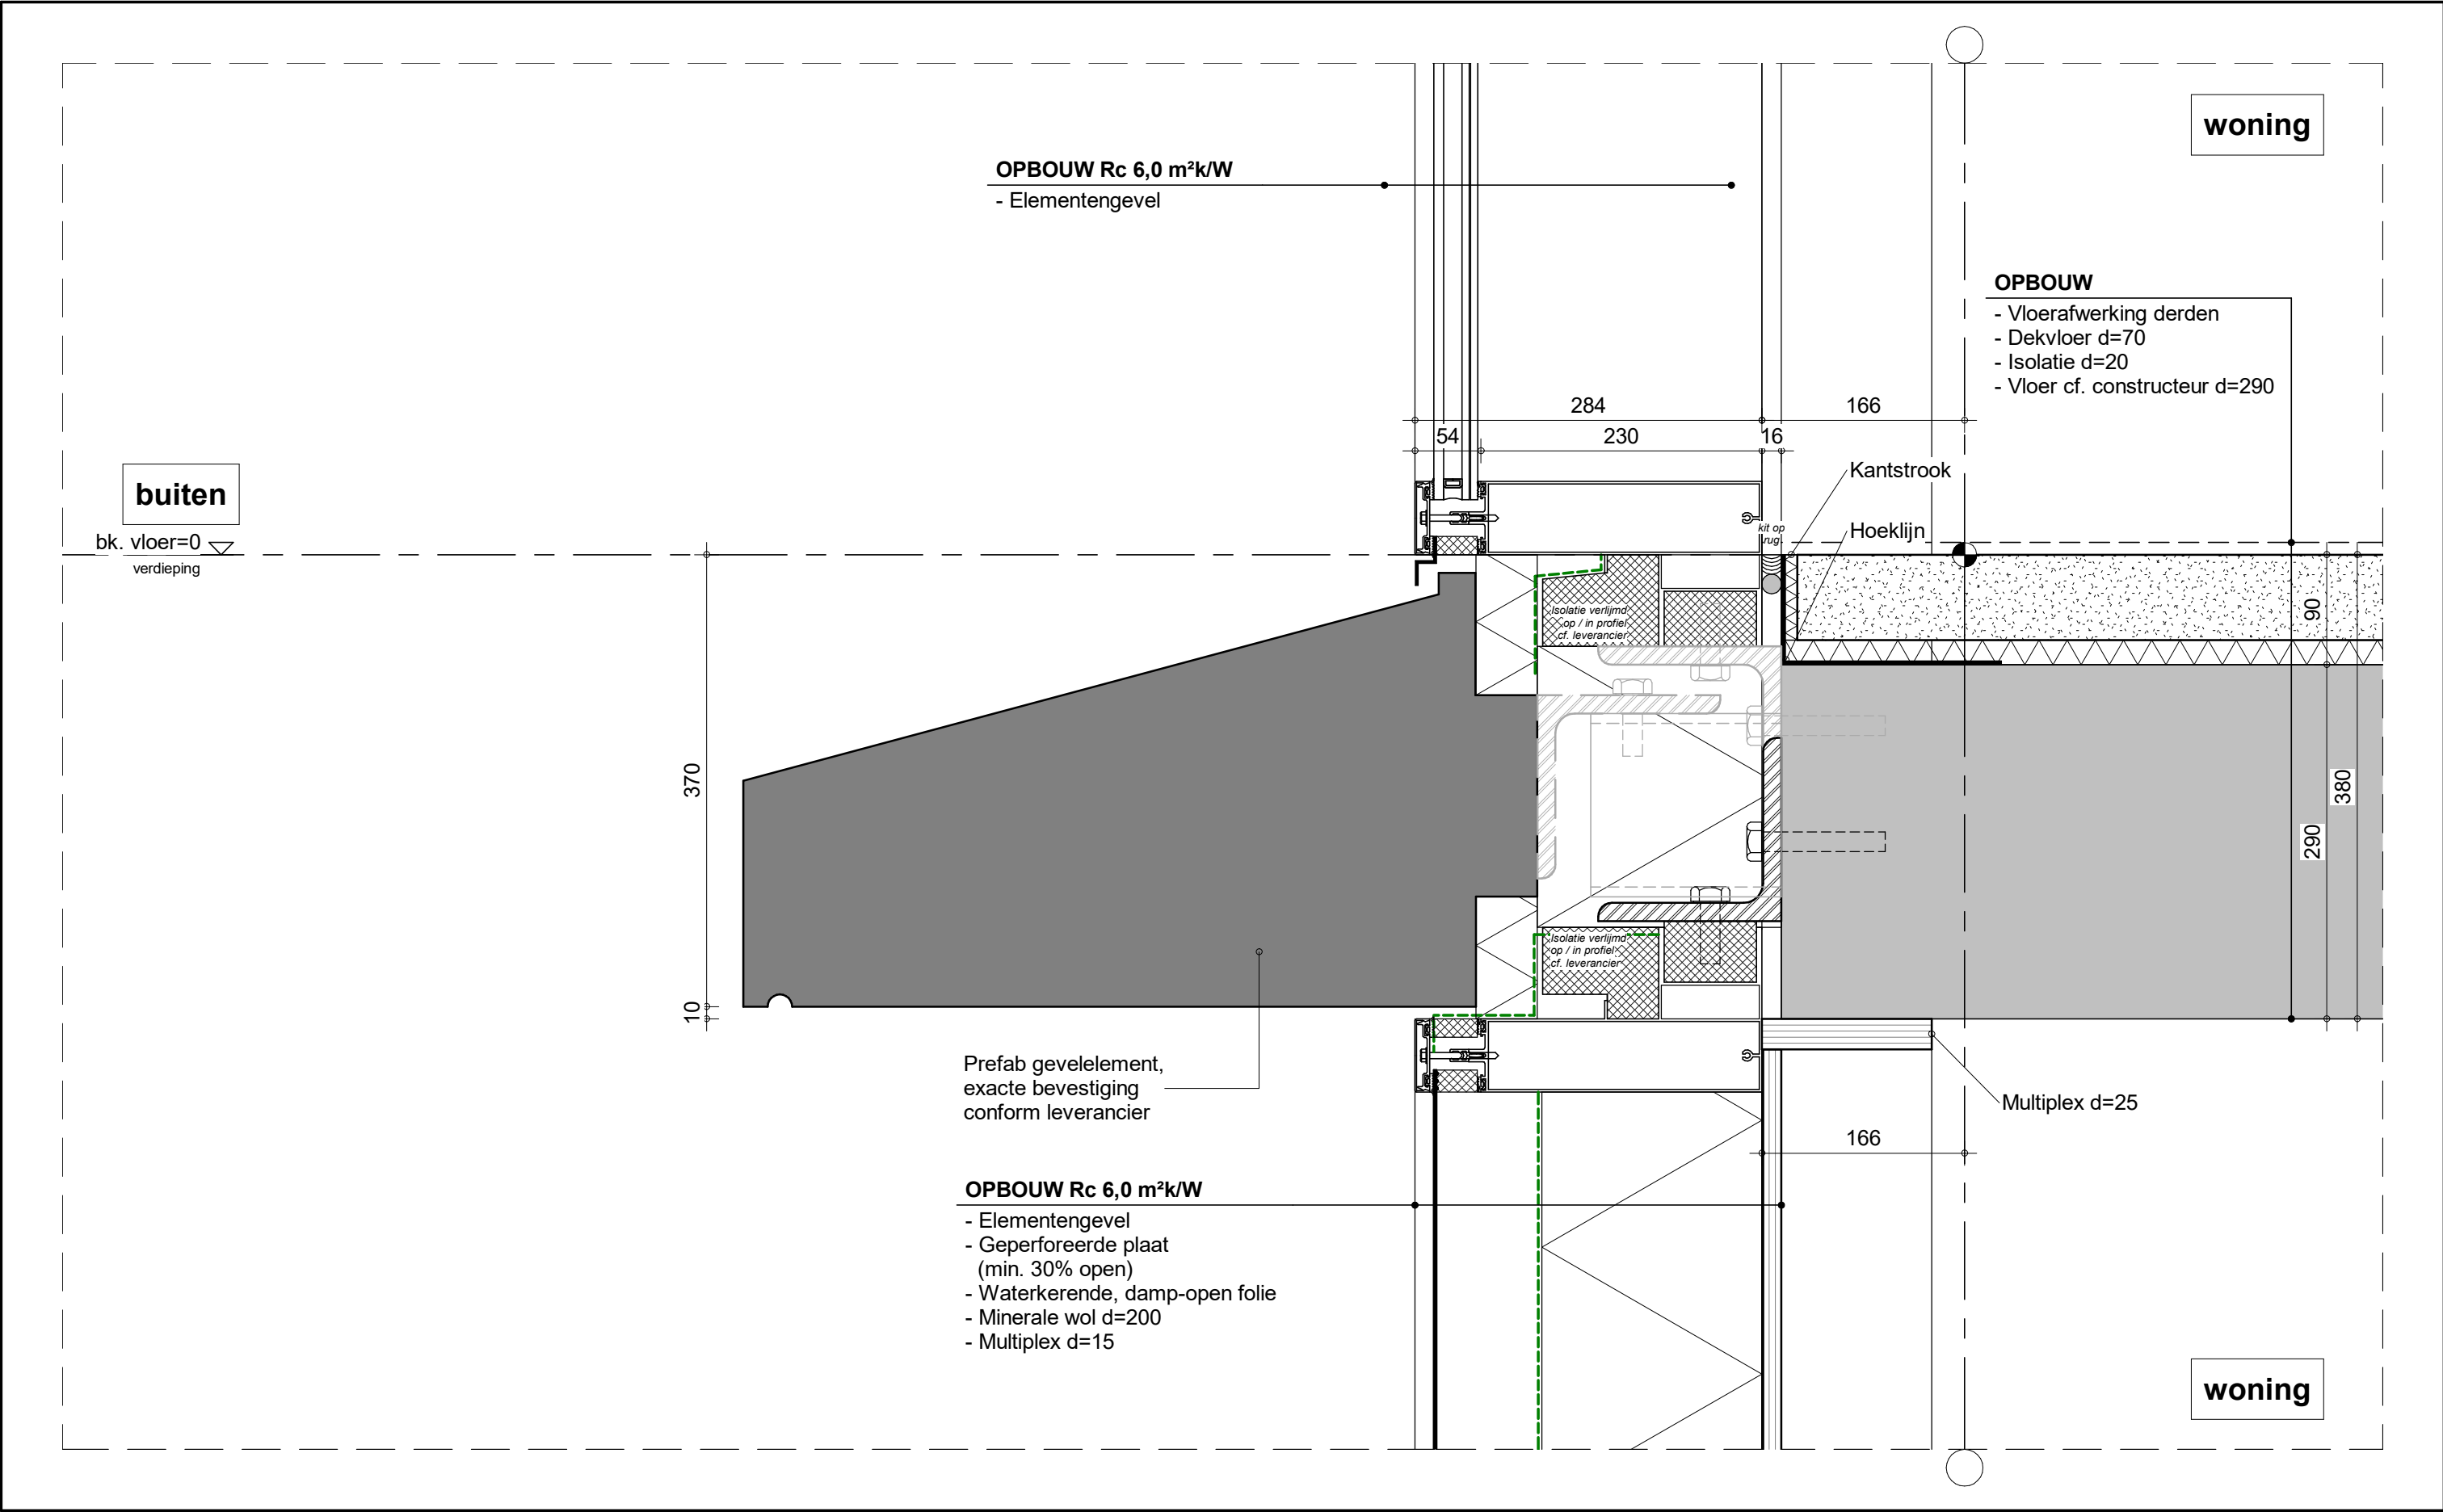 woning
OPBOUW Rc 6,0 m²k/W
- Elementengevel
OPBOUW
- Vloerafwerking derden
- Dekvloer d=70
- Isolatie d=20
- Vloer cf. constructeur d=290
284
166
54
230
16
Kantstrook
buiten
Hoeklijn
kit op
rug
bk. vloer=0
verdieping
90
Isolatie verlijmd
op / in profiel
cf. leverancier
370
380
290
Isolatie verlijmd
op / in profiel
cf. leverancier
10
Prefab gevelelement,
exacte bevestiging
conform leverancier
Multiplex d=25
166
OPBOUW Rc 6,0 m²k/W
- Elementengevel
- Geperforeerde plaat
(min. 30% open)
- Waterkerende, damp-open folie
- Minerale wol d=200
- Multiplex d=15
woning